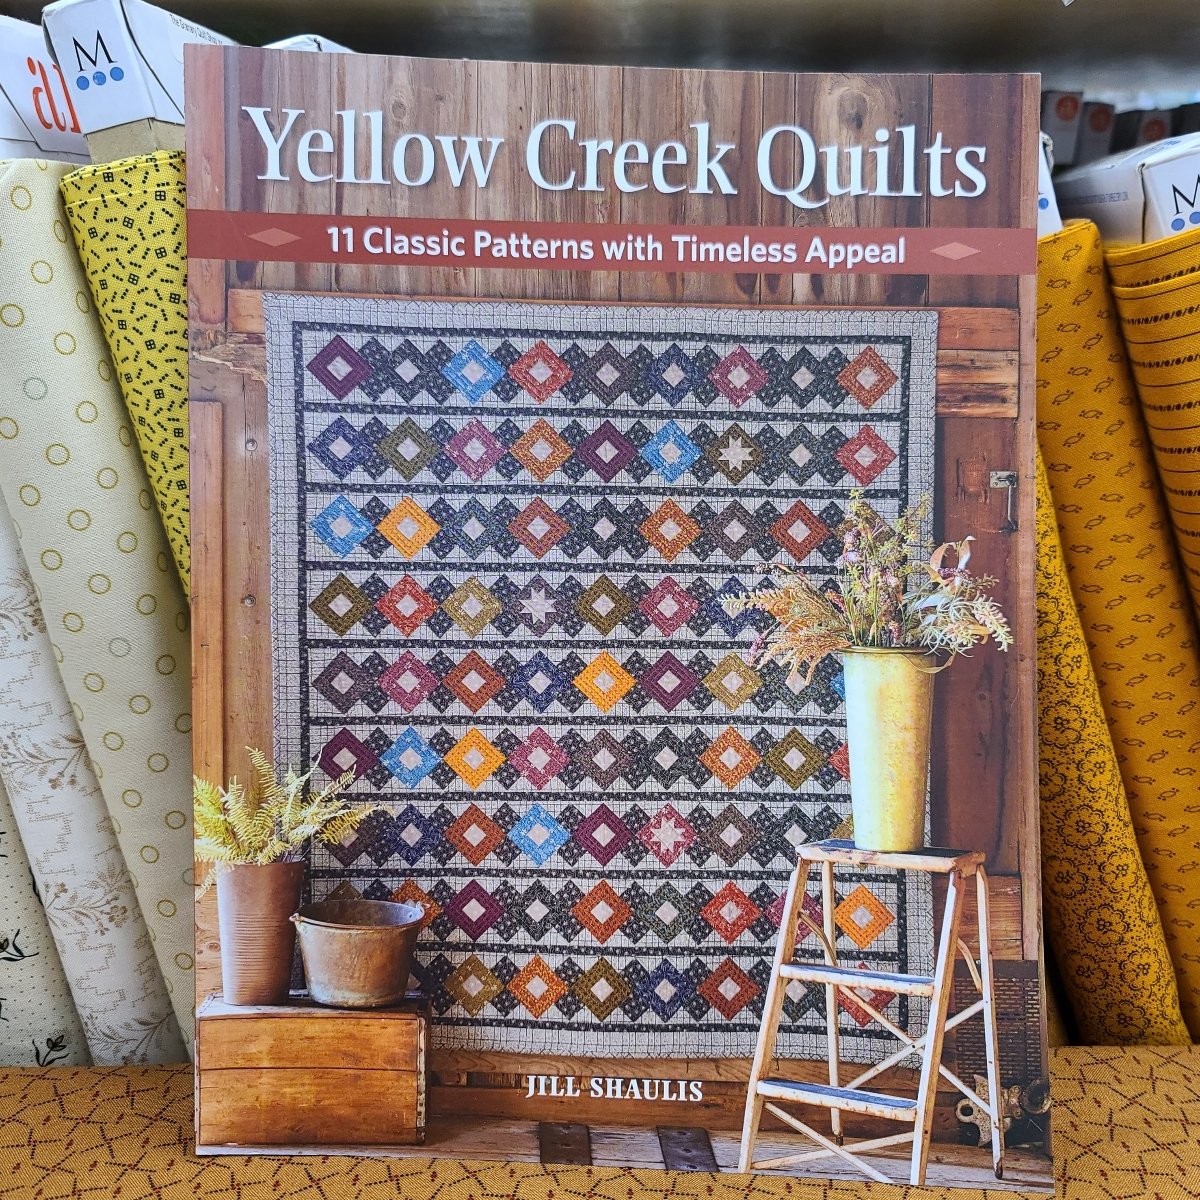 Yellow Creek Quilts
11 Classic Patterns with Timeless Appeal
JILL SHAULIS
M
M